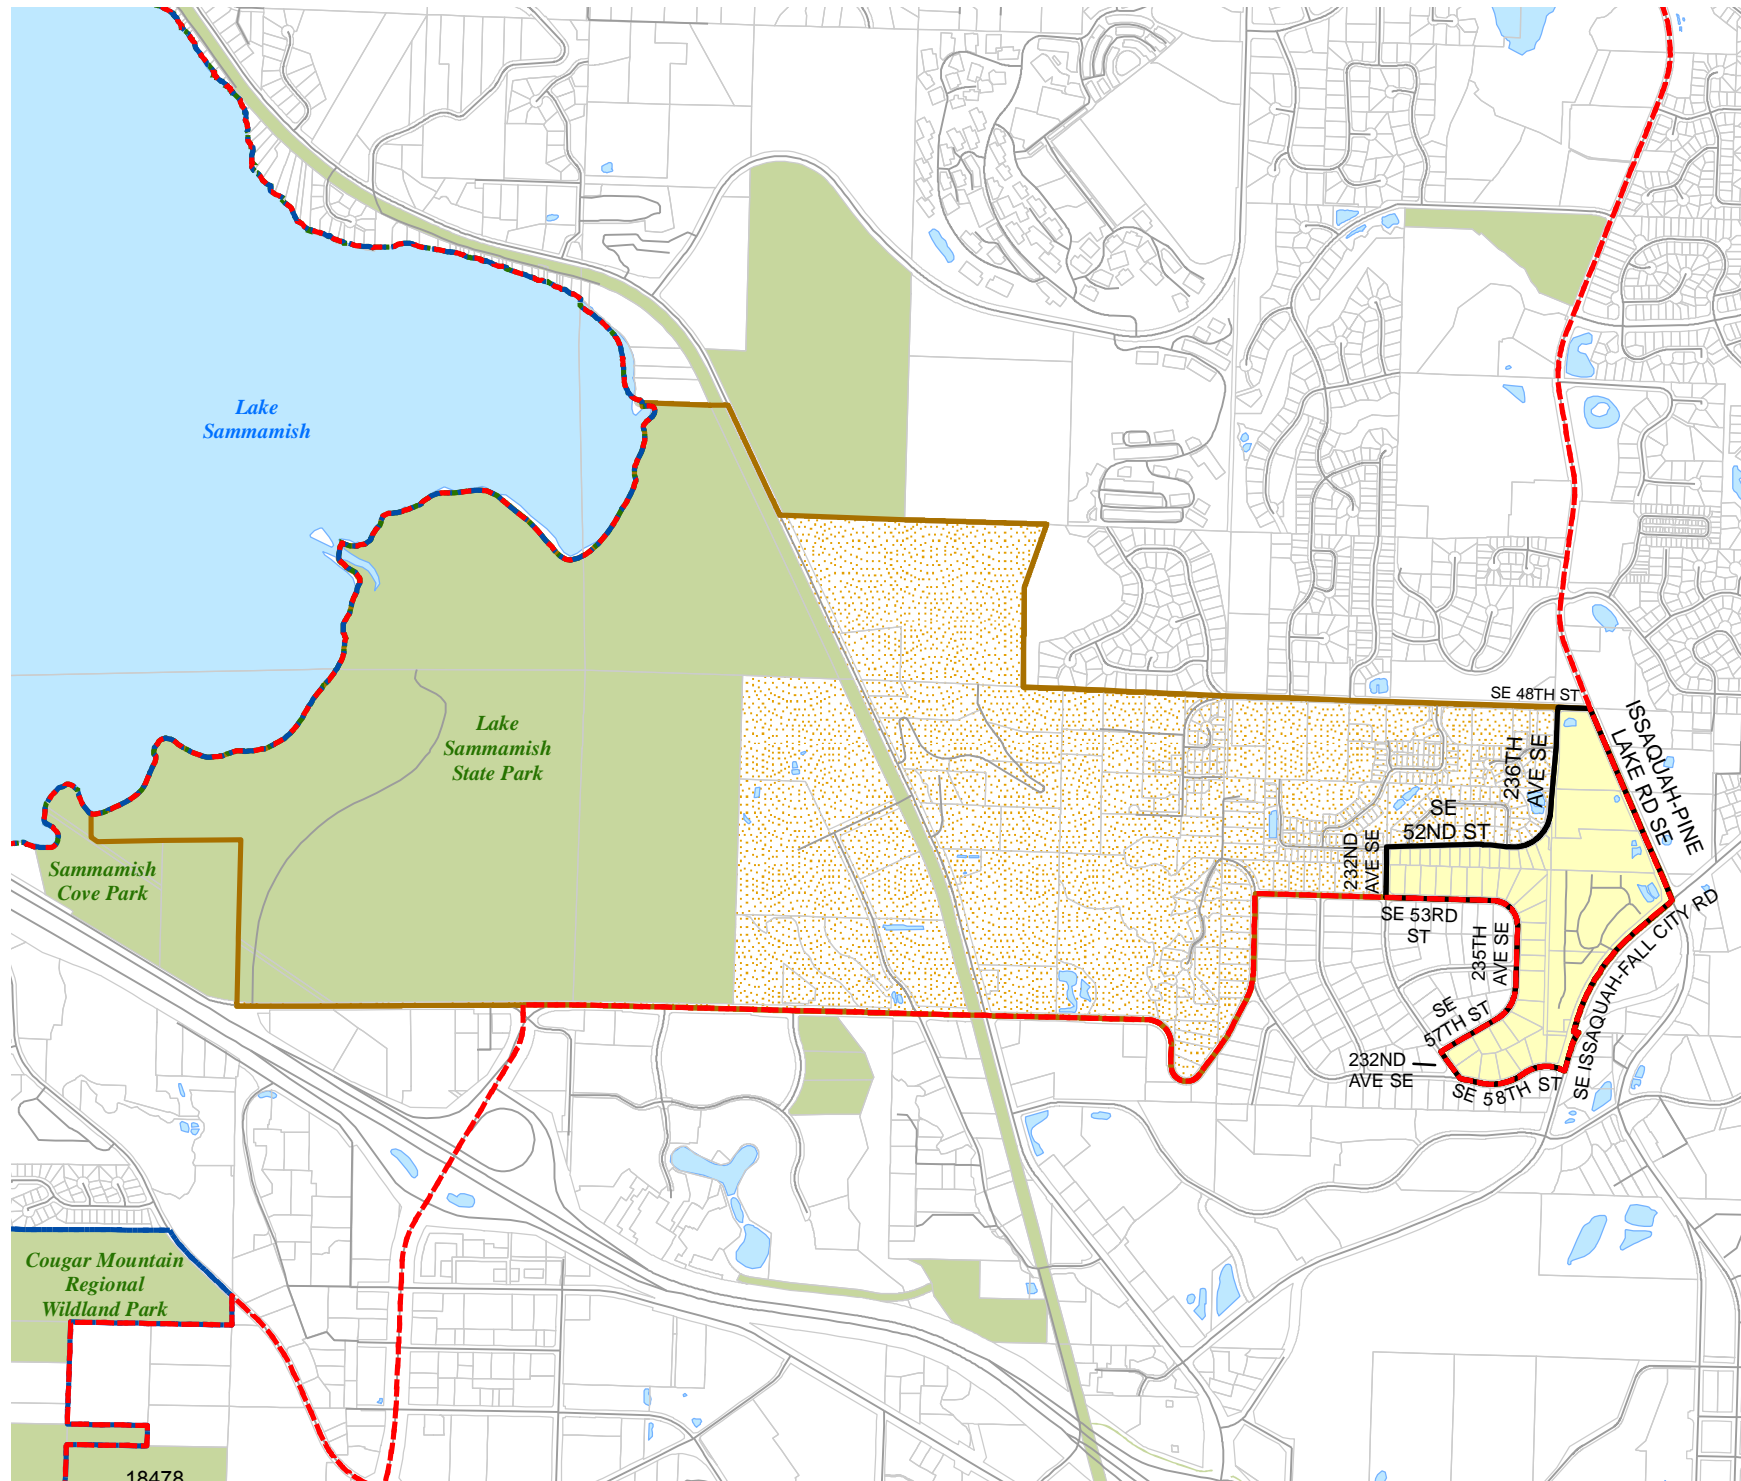 Lake
Sammamish
Lake
Sammamish
State Park
Sammamish
Cove Park
SE 48TH ST
ISSAQUAH-PINE
LAKE RD SE
236TH
AVE SE
SE
52ND ST
232ND
AVE SE
SE 53RD
ST
235TH
AVE SE
SE
57TH ST
232ND
AVE SE
SE 58TH ST
SE ISSAQUAH-FALL CITY RD
Cougar Mountain
Regional
Wildland Park
18478